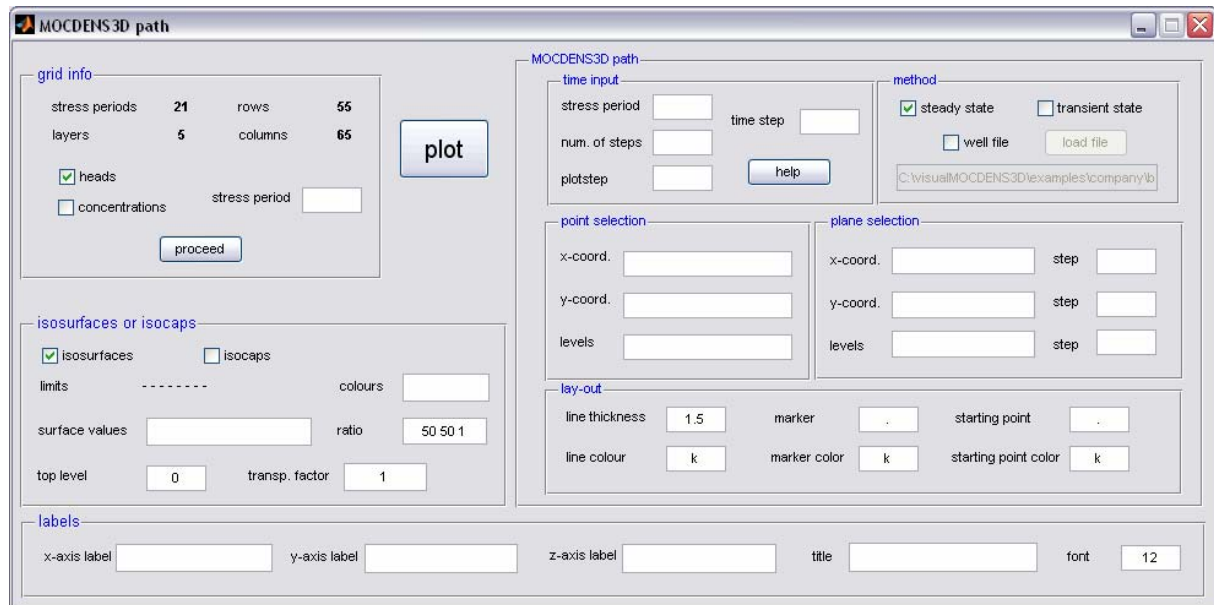 MOCDENS3D path
grid info
stress periods 21 rows 55
layers 5 columns 65
heads
concentrations
stress period
proceed
plot
MOCDENS3D path
time input
stress period
time step
num. of steps
plotstep
help
method
steady state transient state
well file load file
C:\visualMOCDENS3D\examples\company\b
point selection
x-coord.
y-coord.
levels
plane selection
x-coord. step
y-coord. step
levels step
isosurfaces or isocaps
isosurfaces isocaps
limits - - - - - - - - colours
surface values ratio 50 50 1
top level 0 transp. factor 1
lay-out
line thickness 1.5 marker . starting point .
line colour k marker color k starting point color k
labels
x-axis label y-axis label z-axis label title font 12